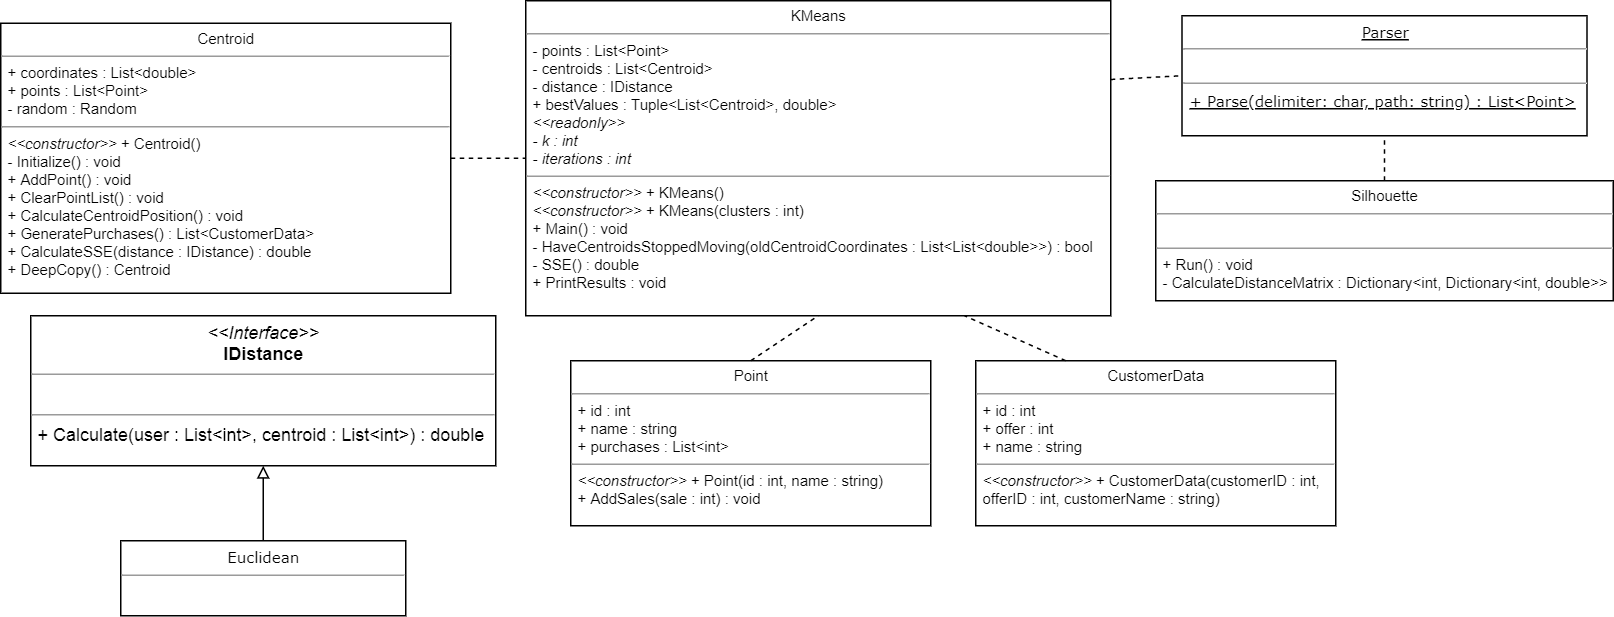 Centroid
+ coordinates : List<double>
+ points : List<Point>
- random : Random
<<constructor>> + Centroid()
- Initialize() : void
+ AddPoint() : void
+ ClearPointList() : void
+ CalculateCentroidPosition() : void
+ GeneratePurchases() : List<CustomerData>
+ CalculateSSE(distance : IDistance) : double
+ DeepCopy() : Centroid
KMeans
- points : List<Point>
- centroids : List<Centroid>
- distance : IDistance
+ bestValues : Tuple<List<Centroid>, double>
<<readonly>>
- k : int
- iterations : int
<<constructor>> + KMeans()
<<constructor>> + KMeans(clusters : int)
+ Main() : void
- HaveCentroidsStoppedMoving(oldCentroidCoordinates : List<List<double>>) : bool
- SSE() : double
+ PrintResults : void
Parser
+ Parse(delimiter: char, path: string) : List<Point>
Silhouette
+ Run() : void
- CalculateDistanceMatrix : Dictionary<int, Dictionary<int, double>>
<<Interface>>
IDistance
+ Calculate(user : List<int>, centroid : List<int>) : double
Euclidean
Point
+ id : int
+ name : string
+ purchases : List<int>
<<constructor>> + Point(id : int, name : string)
+ AddSales(sale : int) : void
CustomerData
+ id : int
+ offer : int
+ name : string
<<constructor>> + CustomerData(customerID : int,
offerID : int, customerName : string)